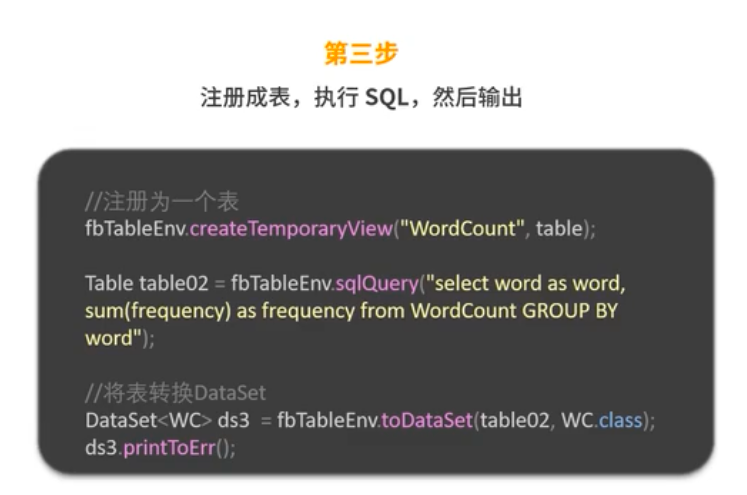 第三步
注册成表，执行 SQL，然后输出
//注册为一个表
fbTableEnv.createTemporaryView("WordCount", table);
Table table02 = fbTableEnv.sqlQuery("select word as word,
sum(frequency) as frequency from WordCount GROUP BY
word");
//将表转换DataSet
DataSet<WC> ds3  = fbTableEnv.toDataSet(table02, WC.class);
ds3.printToErr();